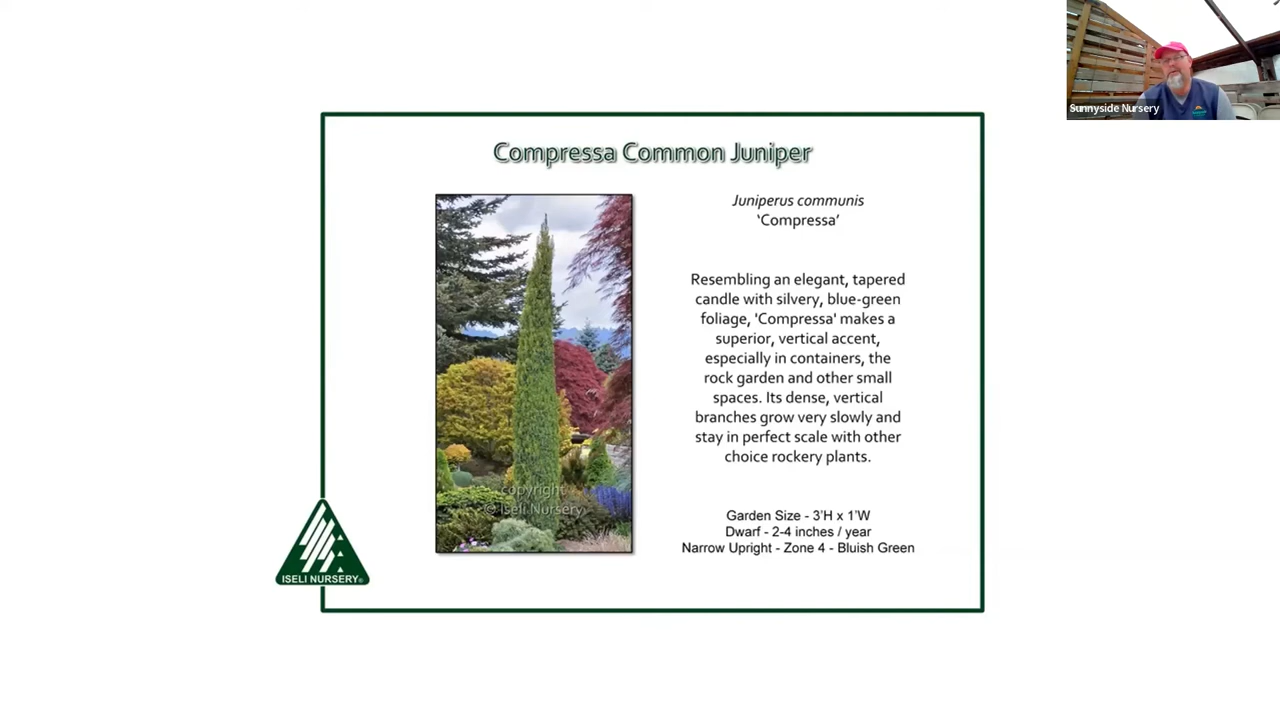 Sunnyside Nursery
Compressa Common Juniper
Juniperus communis
‘Compressa’
Resembling an elegant, tapered
candle with silvery, blue-green
foliage, 'Compressa' makes a
superior, vertical accent,
especially in containers, the
rock garden and other small
spaces. Its dense, vertical
branches grow very slowly and
stay in perfect scale with other
choice rockery plants.
copyright
© Iseli Nursery
Garden Size - 3'H x 1'W
Dwarf - 2-4 inches / year
Narrow Upright - Zone 4 - Bluish Green
ISELI NURSERY®